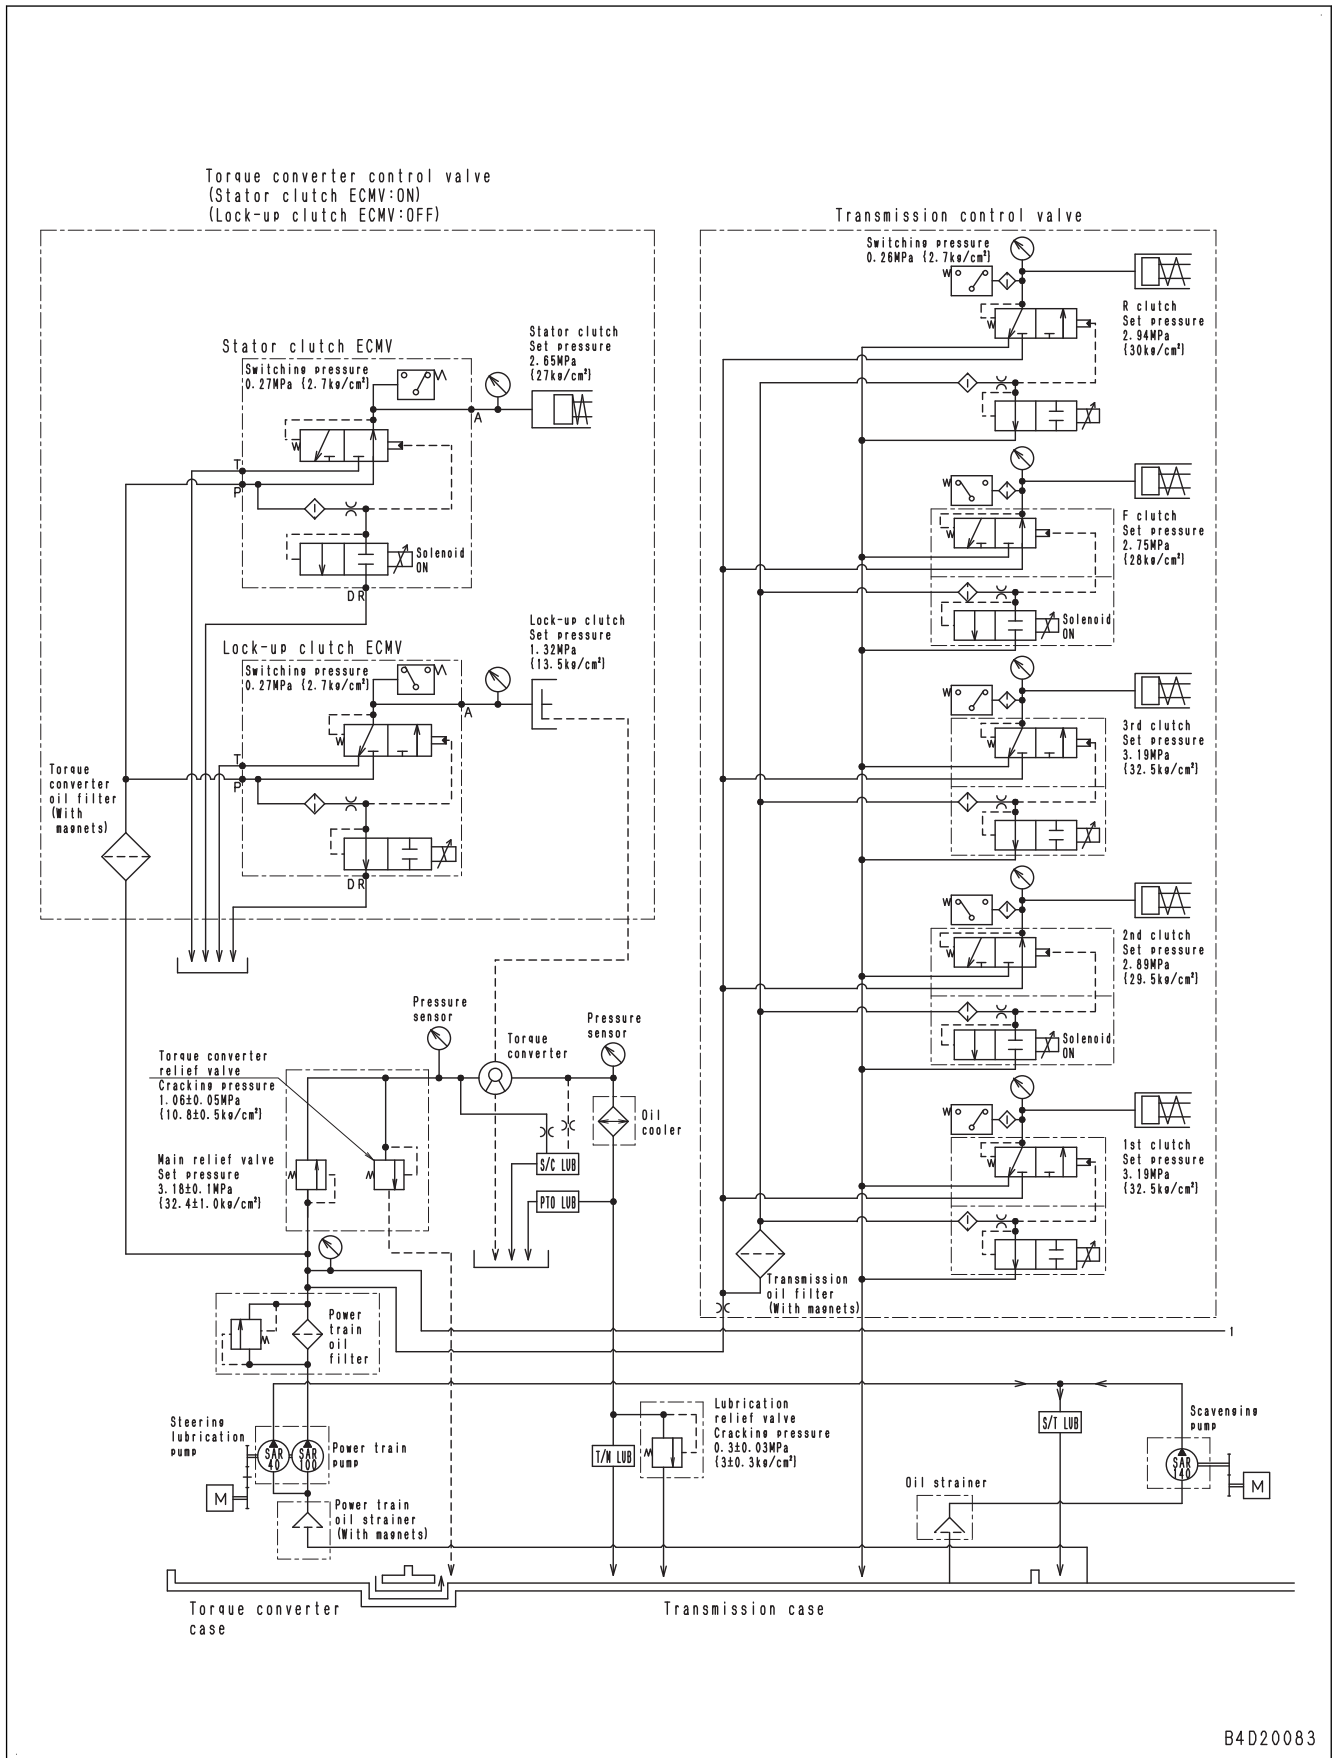 Torque converter control valve
(Stator clutch ECMV:ON)
(Lock-up clutch ECMV:OFF)
Transmission control valve
Switching pressure
0.26MPa {2.7kg/cm²}
W
R clutch
Set pressure
2.94MPa
{30kg/cm²}
W
Stator clutch
Set pressure
2.65MPa
{27kg/cm²}
Stator clutch ECMV
Switching pressure
0.27MPa {2.7kg/cm²}
W
A
W
T
P
Solenoid
ON
DR
W
F clutch
Set pressure
2.75MPa
{28kg/cm²}
W
Solenoid
ON
Lock-up clutch
Set pressure
1.32MPa
{13.5kg/cm²}
Lock-up clutch ECMV
Switching pressure
0.27MPa {2.7kg/cm²}
W
A
W
T
P
DR
Torque
converter
oil filter
(With
magnets)
W
3rd clutch
Set pressure
3.19MPa
{32.5kg/cm²}
W
W
2nd clutch
Set pressure
2.89MPa
{29.5kg/cm²}
W
Solenoid
ON
Pressure
sensor
Torque
converter
Pressure
sensor
Torque converter
relief valve
Cracking pressure
1.06±0.05MPa
{10.8±0.5kg/cm²}
Oil
cooler
Main relief valve
Set pressure
3.18±0.1MPa
{32.4±1.0kg/cm²}
W
W
S/C LUB
PTO LUB
W
1st clutch
Set pressure
3.19MPa
{32.5kg/cm²}
W
Transmission
oil filter
(With magnets)
Power
train
oil
filter
W
1
Steering
lubrication
pump
SAR
40
SAR
100
Power train
pump
M
Power train
oil strainer
(With magnets)
T/M LUB
W
Lubrication
relief valve
Cracking pressure
0.3±0.03MPa
{3±0.3kg/cm²}
S/T LUB
Scavenging
pump
SAR
140
M
Oil strainer
Torque converter
case
Transmission case
B4D20083